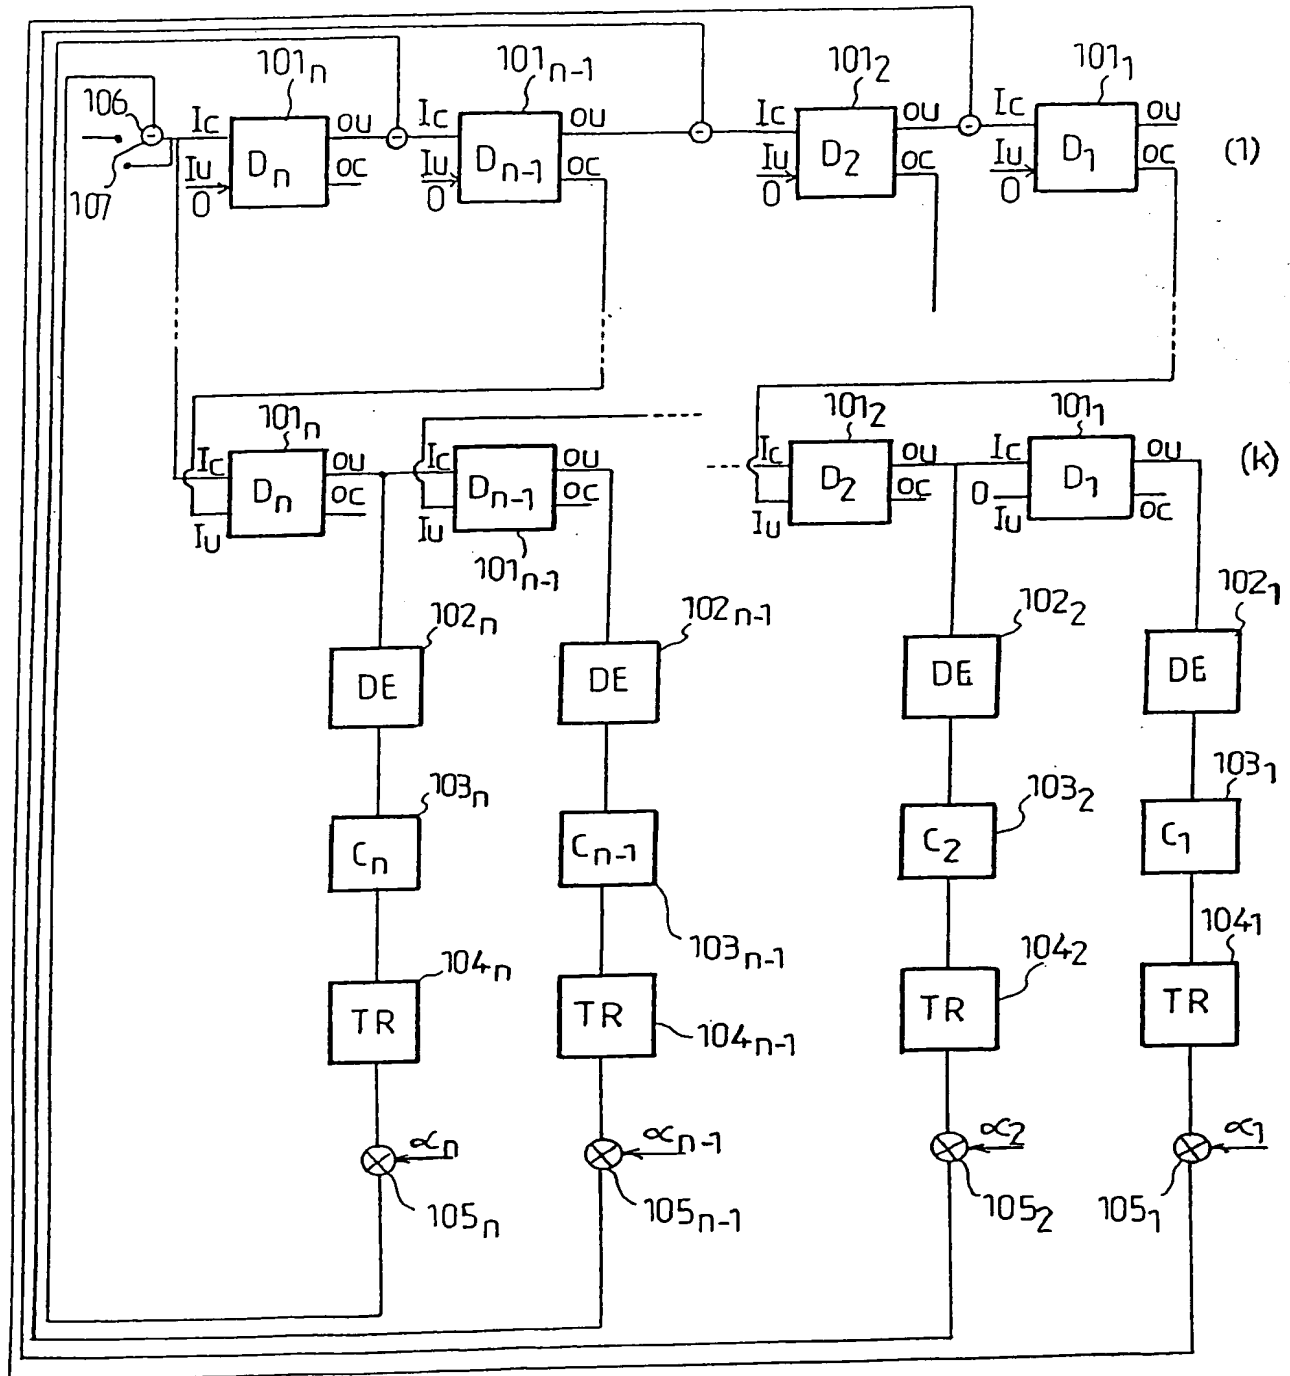 101n 101n-1 1012 1011
106 Ic OU Ic OU Ic OU Ic OU
Dn Dn-1 D2 D1 (1)
Iu OC Iu OC Iu OC Iu OC
107 0 0 0 0
101n 1012 1011
Ic OU Ic OU Ic OU Ic OU (k)
Dn Dn-1 D2 D1
OC OC OC 0 OC
Iu Iu Iu Iu
101n-1
102n 102n-1 1022 1021
DE DE DE DE
103n 1032 1031
Cn Cn-1 C2 C1
103n-1
104n 1042 1041
TR TR TR TR
104n-1
αn αn-1 α2 α1
105n 105n-1 1052 1051